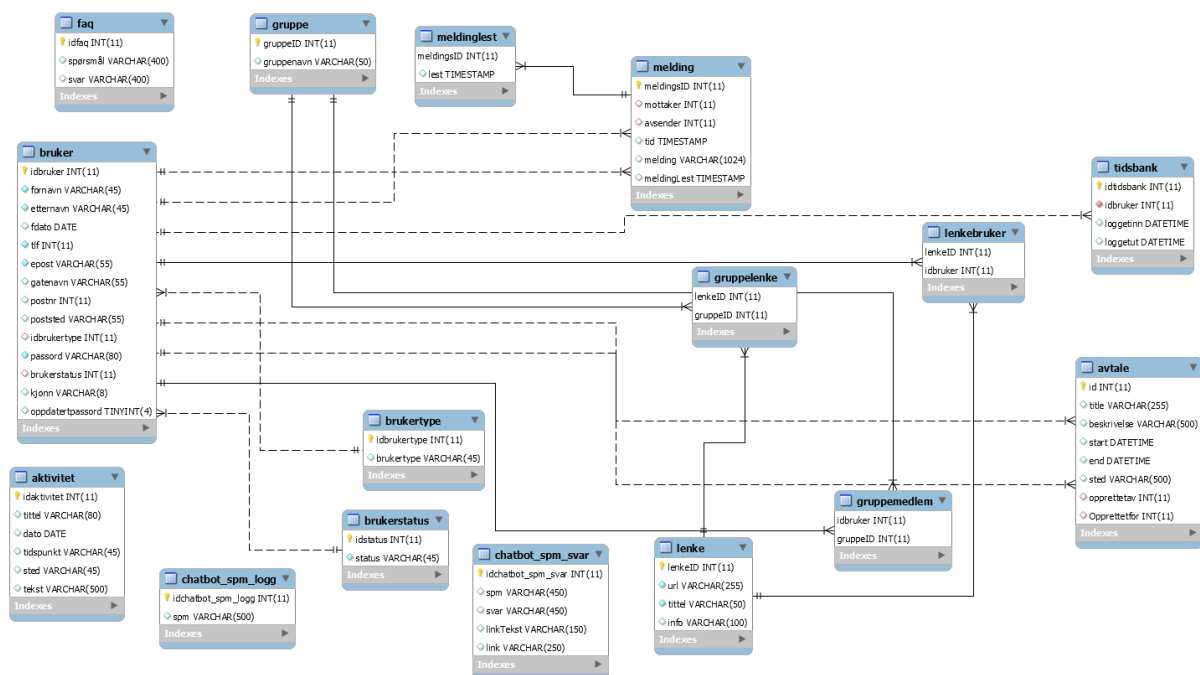 faq
idfaq INT(11)
spørsmål VARCHAR(400)
svar VARCHAR(400)
Indexes
gruppe
gruppeID INT(11)
gruppenavn VARCHAR(50)
Indexes
meldinglest
meldingsID INT(11)
lest TIMESTAMP
Indexes
melding
meldingsID INT(11)
mottaker INT(11)
avsender INT(11)
tid TIMESTAMP
melding VARCHAR(1024)
meldingLest TIMESTAMP
Indexes
bruker
idbruker INT(11)
fornavn VARCHAR(45)
etternavn VARCHAR(45)
fdato DATE
tlf INT(11)
epost VARCHAR(55)
gatenavn VARCHAR(55)
postnr INT(11)
poststed VARCHAR(55)
idbrukertype INT(11)
passord VARCHAR(80)
brukerstatus INT(11)
kjonn VARCHAR(8)
oppdatertpassord TINYINT(4)
Indexes
tidsbank
idtidsbank INT(11)
idbruker INT(11)
loggetinn DATETIME
loggetut DATETIME
Indexes
lenkebruker
lenkeID INT(11)
idbruker INT(11)
Indexes
gruppelenke
lenkeID INT(11)
gruppeID INT(11)
Indexes
avtale
id INT(11)
title VARCHAR(255)
beskrivelse VARCHAR(500)
start DATETIME
end DATETIME
sted VARCHAR(500)
opprettetav INT(11)
Opprettetfor INT(11)
Indexes
brukertype
idbrukertype INT(11)
brukertype VARCHAR(45)
Indexes
aktivitet
idaktivitet INT(11)
tittel VARCHAR(80)
dato DATE
tidspunkt VARCHAR(45)
sted VARCHAR(45)
tekst VARCHAR(500)
Indexes
brukerstatus
idstatus INT(11)
status VARCHAR(45)
Indexes
gruppemedlem
idbruker INT(11)
gruppeID INT(11)
Indexes
chatbot_spm_logg
idchatbot_spm_logg INT(11)
spm VARCHAR(500)
Indexes
chatbot_spm_svar
idchatbot_spm_svar INT(11)
spm VARCHAR(450)
svar VARCHAR(450)
linkTekst VARCHAR(150)
link VARCHAR(250)
Indexes
lenke
lenkeID INT(11)
url VARCHAR(255)
tittel VARCHAR(50)
info VARCHAR(100)
Indexes